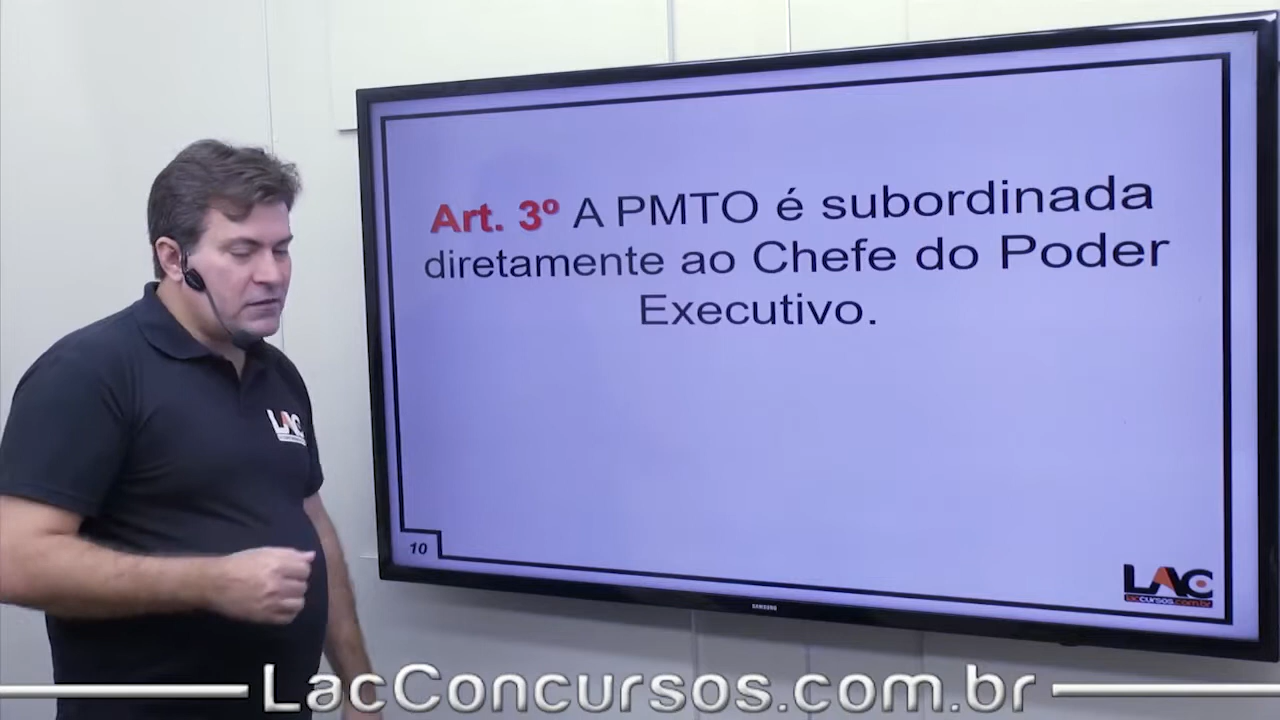 Art. 3º A PMTO é subordinada
diretamente ao Chefe do Poder
Executivo.
10
LAC
laccursos.com.br
SAMSUNG
LAC
LacConcursos.com.br